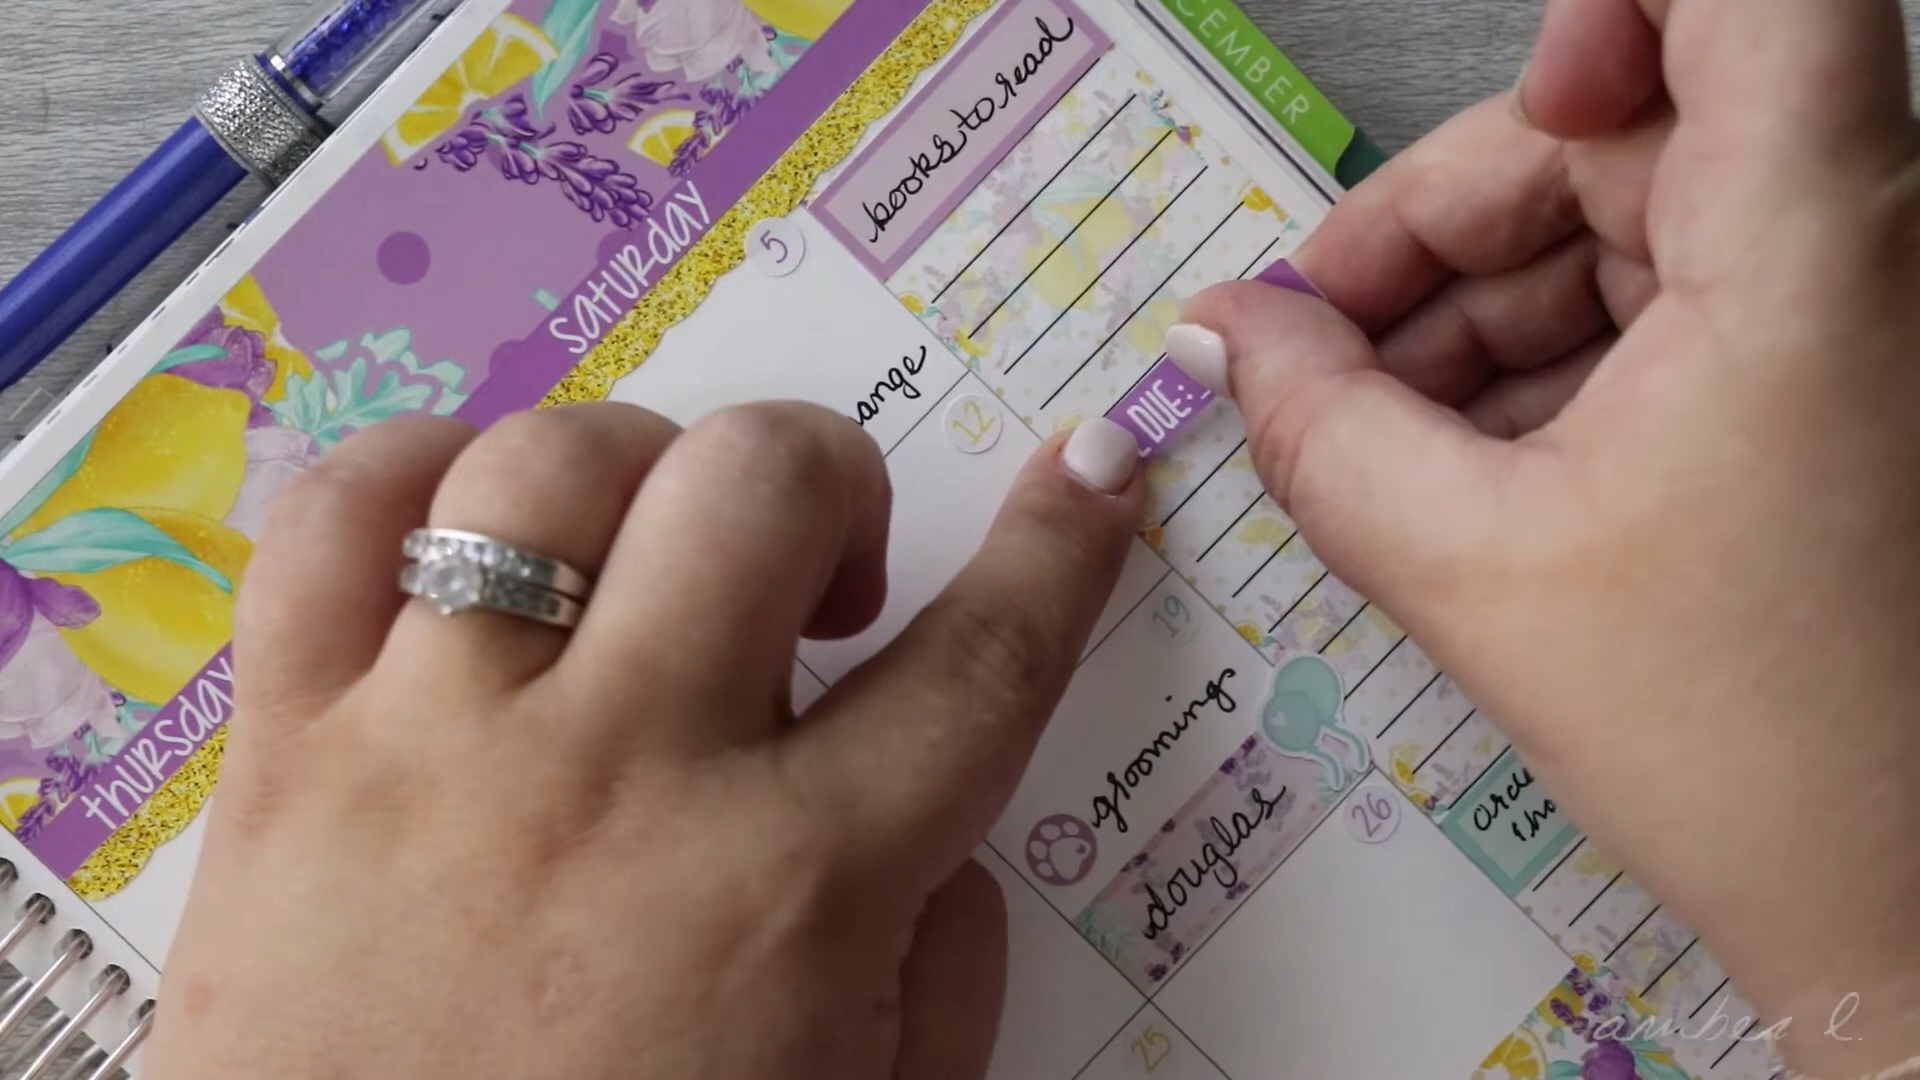 CEMBER
books to read
saturday
5
ange
12
DUE:
thursday
19
grooming
douglas
26
25
amber l.